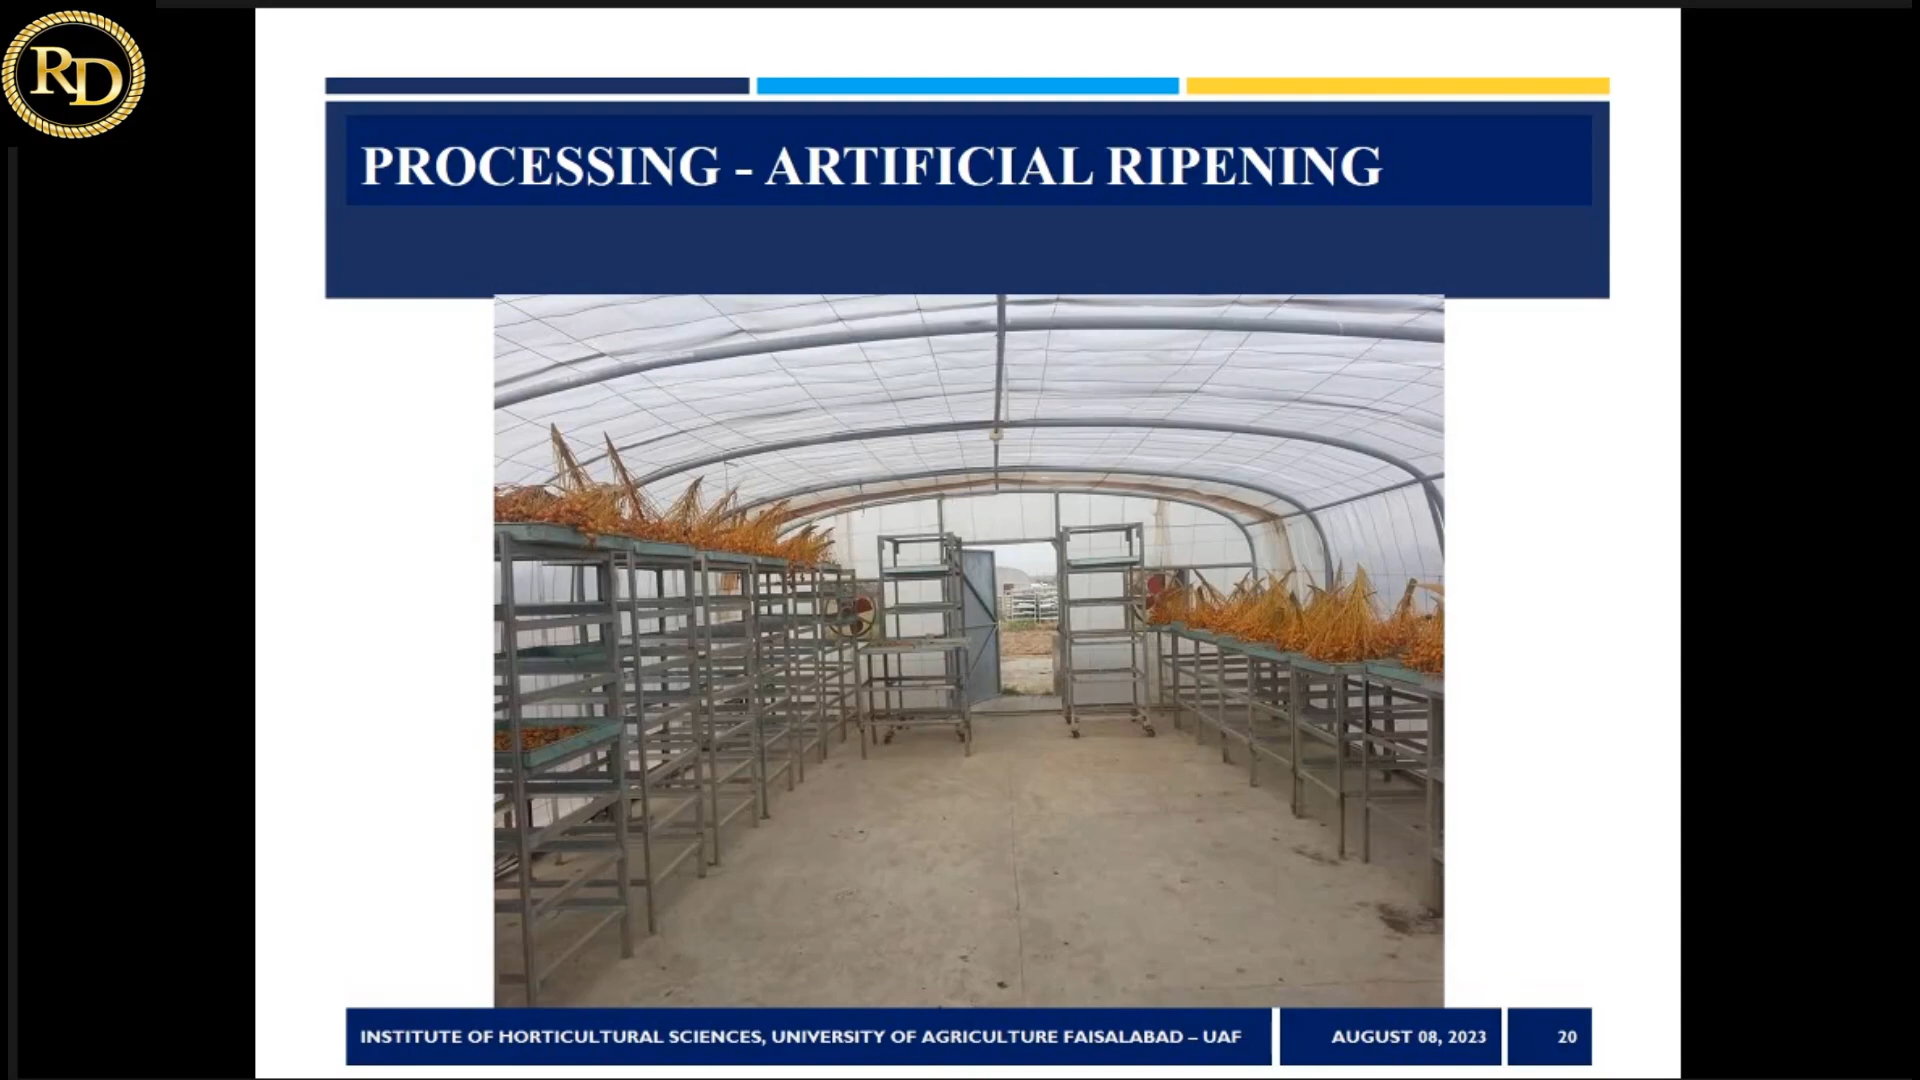 RD
PROCESSING - ARTIFICIAL RIPENING
INSTITUTE OF HORTICULTURAL SCIENCES, UNIVERSITY OF AGRICULTURE FAISALABAD – UAF
AUGUST 08, 2023
20